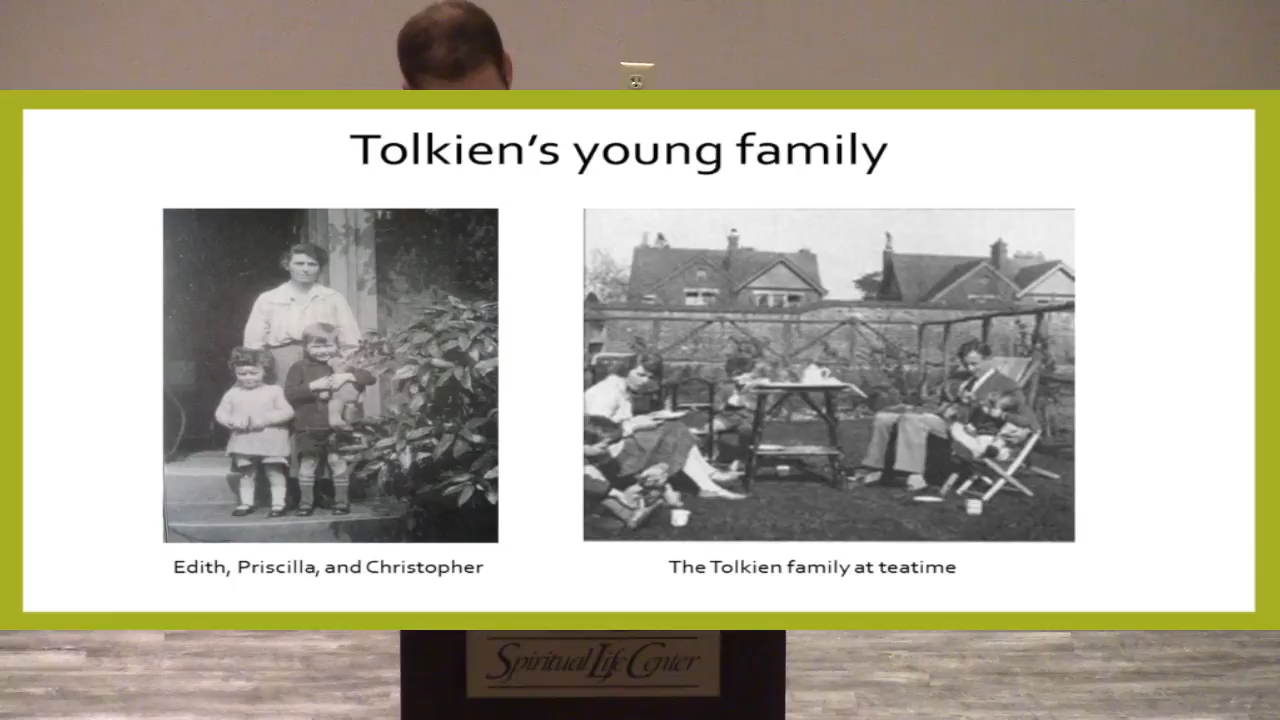 Tolkien's young family
Edith, Priscilla, and Christopher
The Tolkien family at teatime
Spiritual Life Center